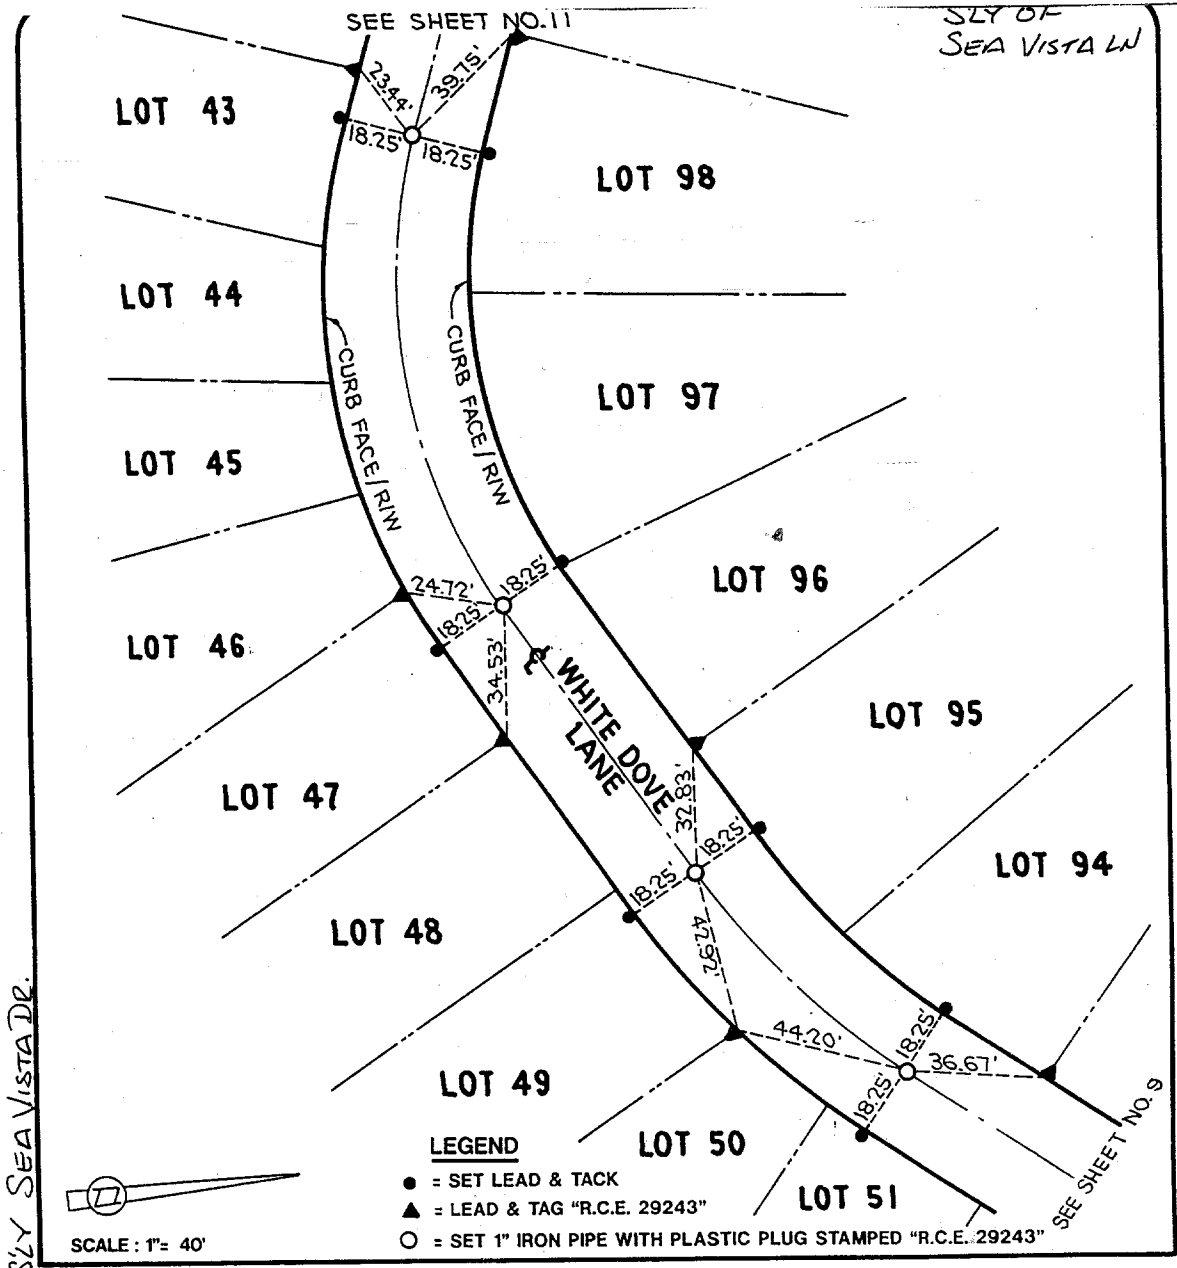 SEE SHEET NO.11
SLY OF
SEA VISTA LN
23.44'
39.75'
LOT 43
18.25'
18.25'
LOT 98
LOT 44
CURB FACE/R/W
CURB FACE/R/W
LOT 97
LOT 45
24.72'
18.25'
18.25'
LOT 96
LOT 46
34.53'
WHITE DOVE
LANE
LOT 95
LOT 47
32.83'
18.25'
18.25'
LOT 94
LOT 48
42.92'
44.20'
18.25'
36.67'
18.25'
LOT 49
LOT 50
LOT 51
SEE SHEET NO. 9
S'LY SEA VISTA DR.
LEGEND
● = SET LEAD & TACK
▲ = LEAD & TAG "R.C.E. 29243"
○ = SET 1" IRON PIPE WITH PLASTIC PLUG STAMPED "R.C.E. 29243"
SCALE : 1"= 40'